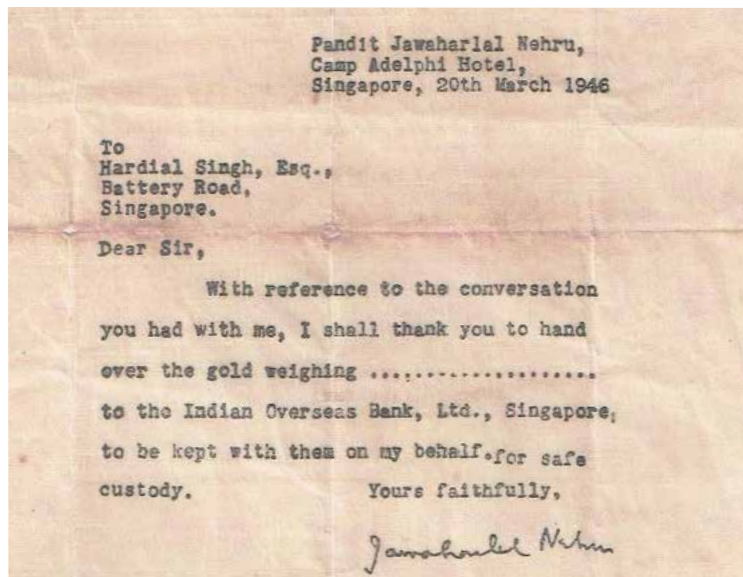 Pandit Jawaharlal Nehru,
Camp Adelphi Hotel,
Singapore, 20th March 1946
To
Hardial Singh, Esq.,
Battery Road,
Singapore.
Dear Sir,
With reference to the conversation
you had with me, I shall thank you to hand
over the gold weighing .....................
to the Indian Overseas Bank, Ltd., Singapore,
to be kept with them on my behalf.for safe
custody. Yours faithfully,
Jawaharlal Nehru